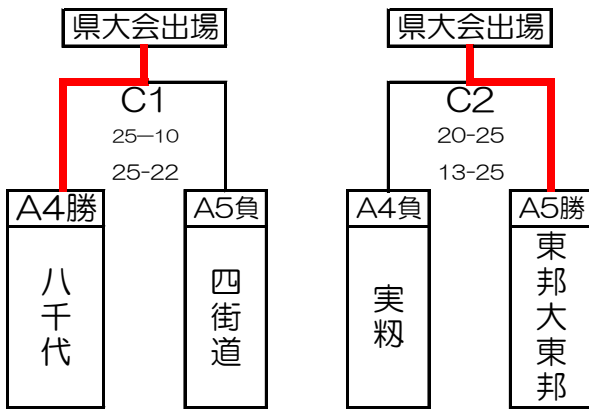 県大会出場
C1
25—10
25-22
A4勝
八千代
A5負
四街道
県大会出場
C2
20-25
13-25
A4負
実籾
A5勝
東邦大東邦